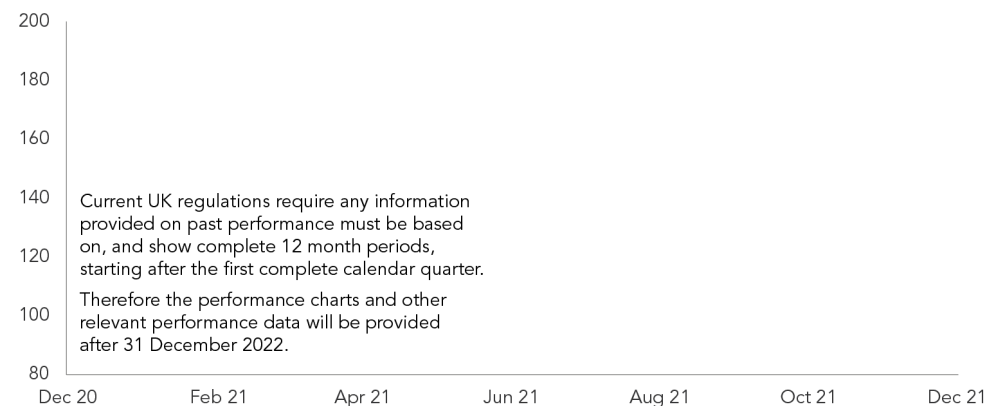 200
180
160
140
Current UK regulations require any information
provided on past performance must be based
on, and show complete 12 month periods,
120
starting after the first complete calendar quarter.
Therefore the performance charts and other
100
relevant performance data will be provided
after 31 December 2022.
80
Dec 20 Feb 21 Apr 21 Jun 21 Aug 21 Oct 21 Dec 21